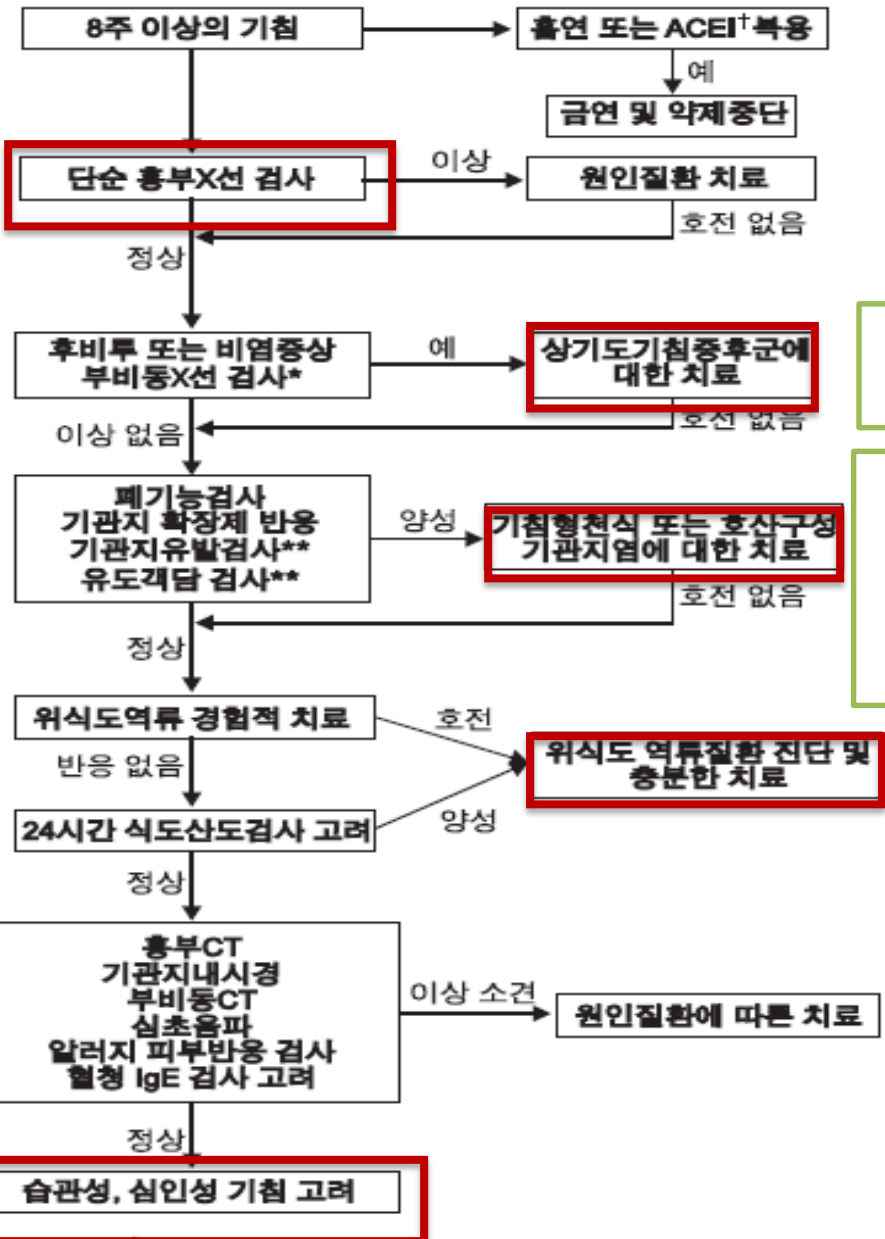 8주 이상의 기침
흡연 또는 ACEI†복용
예
금연 및 약제중단
단순 흉부X선 검사
이상
원인질환 치료
호전 없음
정상
후비루 또는 비염증상
부비동X선 검사*
예
상기도기침증후군에
대한 치료
호전 없음
이상 없음
폐기능검사
기관지 확장제 반응
기관지유발검사**
유도객담 검사**
양성
기침형천식 또는 호산구성
기관지염에 대한 치료
호전 없음
정상
위식도역류 경험적 치료
호전
위식도 역류질환 진단 및
충분한 치료
반응 없음
24시간 식도산도검사 고려
양성
정상
흉부CT
기관지내시경
부비동CT
심초음파
알러지 피부반응 검사
혈청 IgE 검사 고려
이상 소견
원인질환에 따른 치료
정상
습관성, 심인성 기침 고려